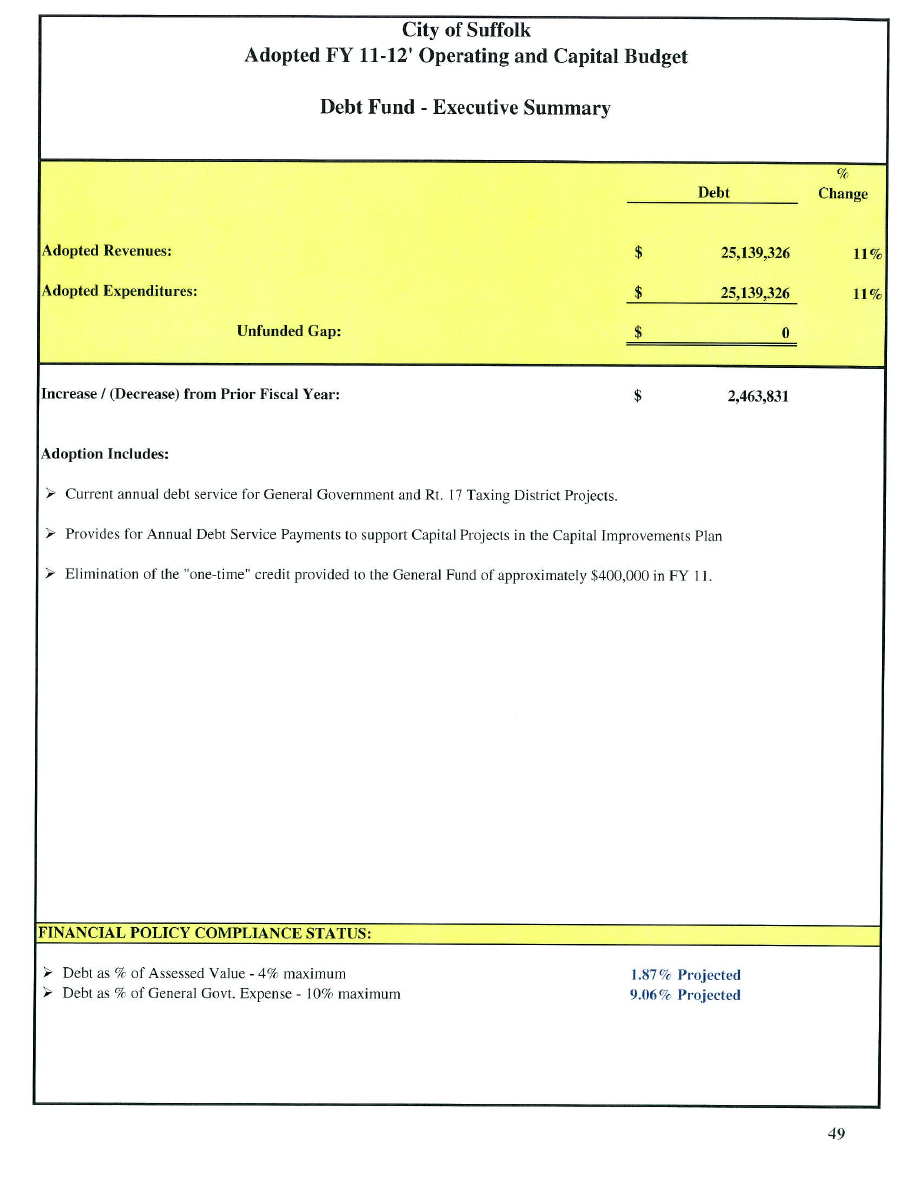 City of Suffolk
Adopted FY 11-12' Operating and Capital Budget
Debt Fund - Executive Summary
%
Debt Change
Adopted Revenues: $ 25,139,326 11%
Adopted Expenditures: $ 25,139,326 11%
Unfunded Gap: $ 0
Increase / (Decrease) from Prior Fiscal Year: $ 2,463,831
Adoption Includes:
➢ Current annual debt service for General Government and Rt. 17 Taxing District Projects.
➢ Provides for Annual Debt Service Payments to support Capital Projects in the Capital Improvements Plan
➢ Elimination of the "one-time" credit provided to the General Fund of approximately $400,000 in FY 11.
FINANCIAL POLICY COMPLIANCE STATUS:
➢ Debt as % of Assessed Value - 4% maximum 1.87% Projected
➢ Debt as % of General Govt. Expense - 10% maximum 9.06% Projected
49